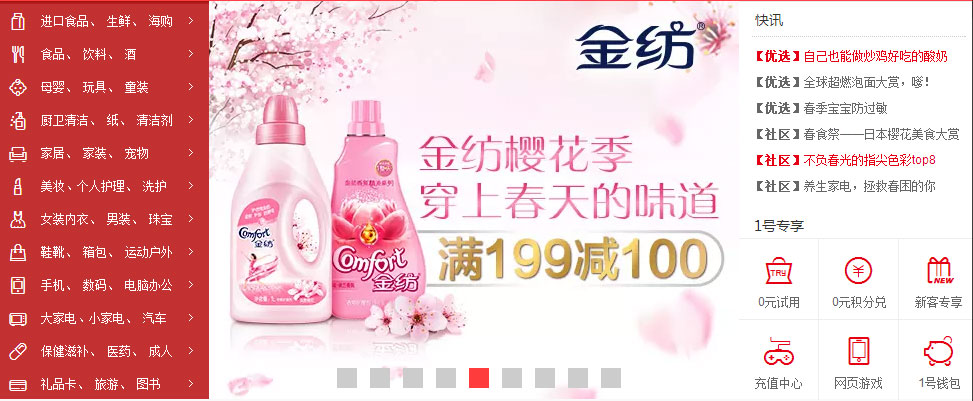 进口食品、 生鲜、 海购
食品、 饮料、 酒
母婴、 玩具、 童装
厨卫清洁、 纸、 清洁剂
家居、 家装、 宠物
美妆、个人护理、 洗护
女装内衣、 男装、 珠宝
鞋靴、 箱包、 运动户外
手机、 数码、 电脑办公
大家电、小家电、 汽车
保健滋补、 医药、 成人
礼品卡、 旅游、 图书
金纺®
金纺樱花季
穿上春天的味道
满199减100
Comfort
金纺
Comfort
金纺
快讯
【优选】自己也能做炒鸡好吃的酸奶
【优选】全球超燃泡面大赏，嗲！
【优选】春季宝宝防过敏
【社区】春食祭——日本樱花美食大赏
【社区】不负春光的指尖色彩top8
【社区】养生家电，拯救春困的你
1号专享
TRY
NEW
0元试用
0元积分兑
新客专享
充值中心
网页游戏
1号钱包